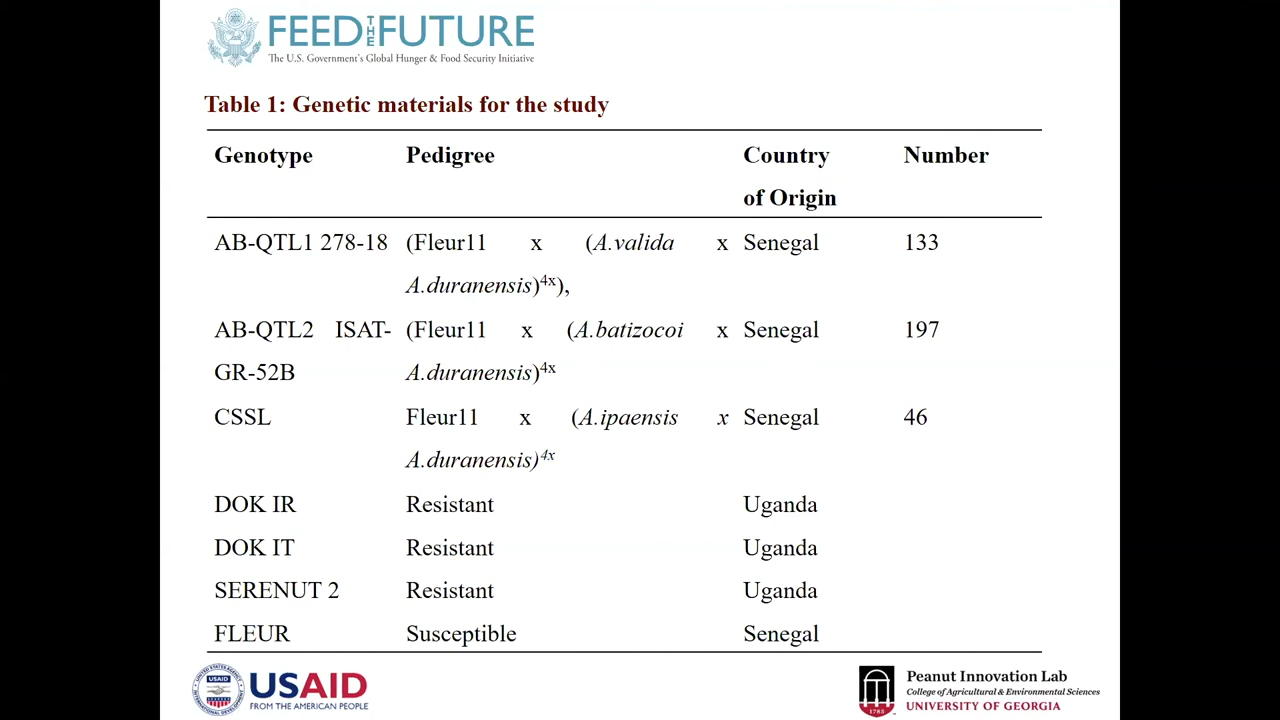 FEED THE FUTURE
The U.S. Government's Global Hunger & Food Security Initiative
Table 1: Genetic materials for the study
Genotype Pedigree Country of Origin Number
AB-QTL1 278-18 (Fleur11 x (A.valida x A.duranensis)4x), Senegal 133
AB-QTL2 ISAT-GR-52B (Fleur11 x (A.batizocoi x A.duranensis)4x Senegal 197
CSSL Fleur11 x (A.ipaensis x A.duranensis)4x Senegal 46
DOK IR Resistant Uganda
DOK IT Resistant Uganda
SERENUT 2 Resistant Uganda
FLEUR Susceptible Senegal
USAID
FROM THE AMERICAN PEOPLE
1785
Peanut Innovation Lab
College of Agricultural & Environmental Sciences
UNIVERSITY OF GEORGIA